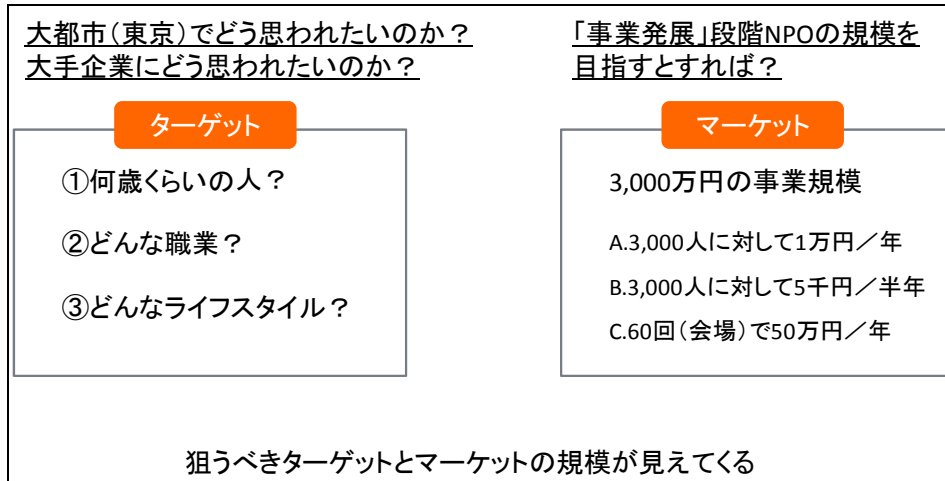 大都市（東京）でどう思われたいのか？
大手企業にどう思われたいのか？
ターゲット
①何歳くらいの人？
②どんな職業？
③どんなライフスタイル？
「事業発展」段階NPOの規模を
目指すとすれば？
マーケット
3,000万円の事業規模
A.3,000人に対して1万円／年
B.3,000人に対して5千円／半年
C.60回（会場）で50万円／年
狙うべきターゲットとマーケットの規模が見えてくる